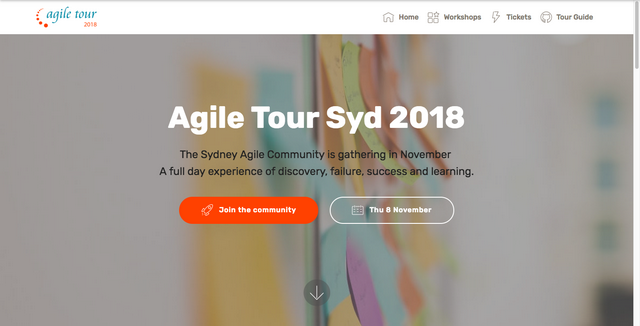 agile tour
2018
Home
Workshops
Tickets
Tour Guide
Agile Tour Syd 2018
The Sydney Agile Community is gathering in November
A full day experience of discovery, failure, success and learning.
Join the community
Thu 8 November